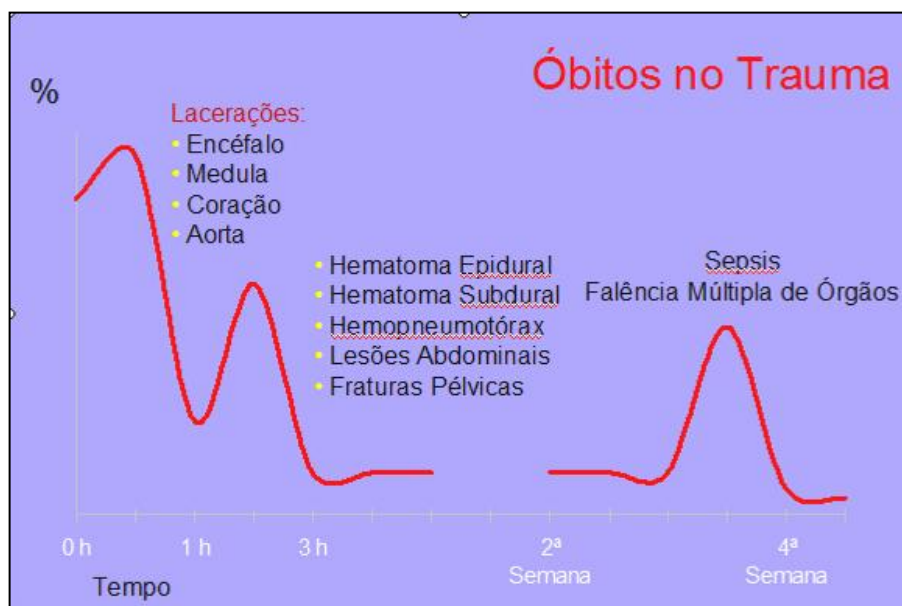 Óbitos no Trauma
%
Lacerações:
• Encéfalo
• Medula
• Coração
• Aorta
• Hematoma Epidural
• Hematoma Subdural
• Hemopneumotórax
• Lesões Abdominais
• Fraturas Pélvicas
Sepsis
Falência Múltipla de Órgãos
0 h 1 h 3 h 2ª 4ª
Semana Semana
Tempo